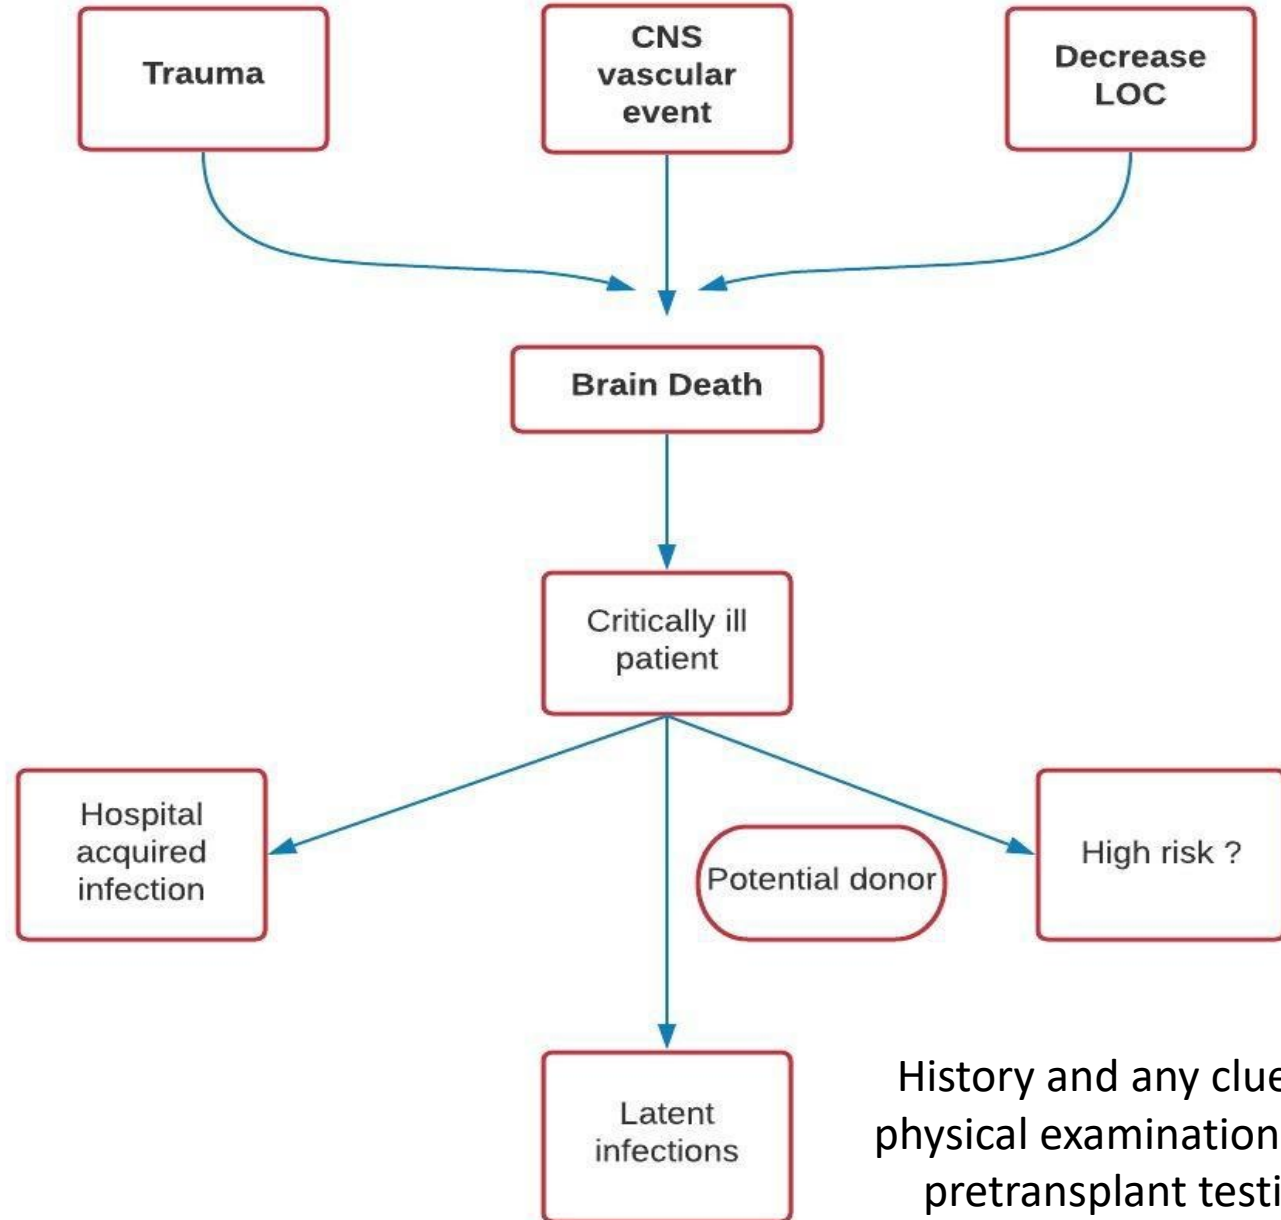 Trauma
CNS
vascular
event
Decrease
LOC
Brain Death
Critically ill
patient
Hospital
acquired
infection
Potential donor
High risk ?
Latent
infections
History and any clue
physical examination
pretransplant testi